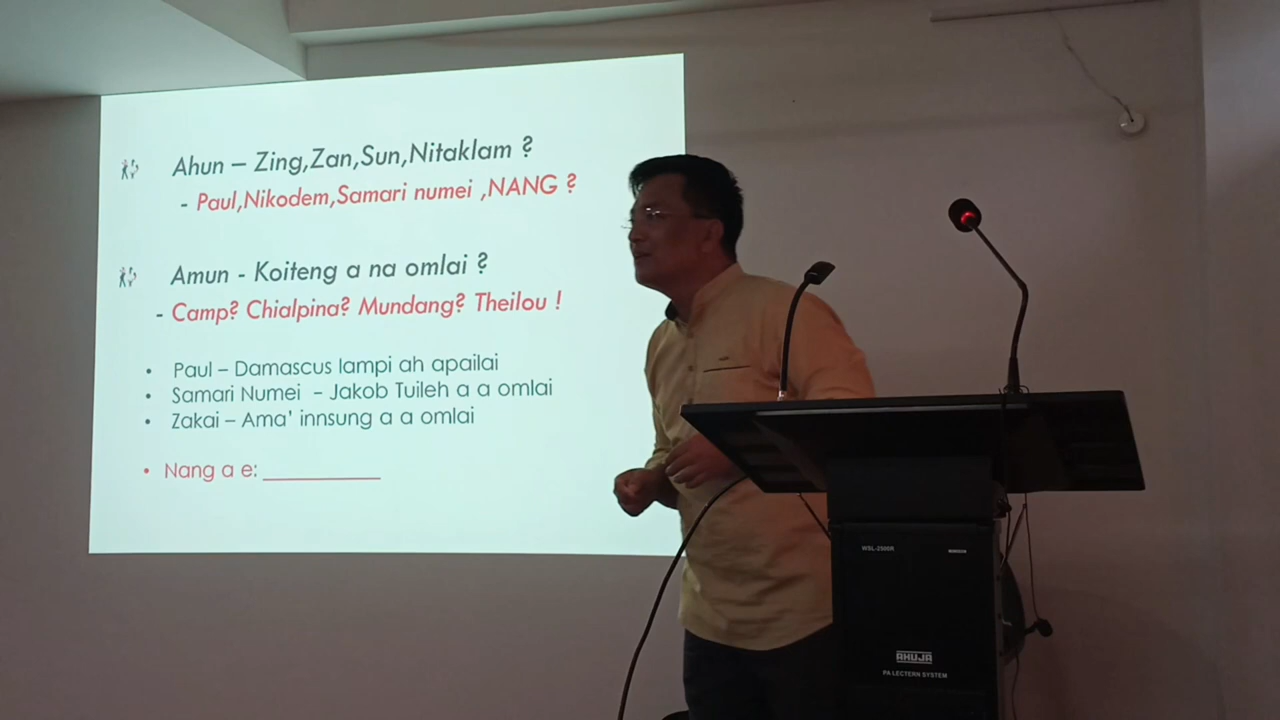 Ahun – Zing,Zan,Sun,Nitaklam ?
- Paul,Nikodem,Samari numei ,NANG ?
Amun - Koiteng a na omlai ?
- Camp? Chialpina? Mundang? Theilou !
• Paul – Damascus lampi ah apailai
• Samari Numei – Jakob Tuileh a a omlai
• Zakai – Ama' innsung a a omlai
• Nang a e: __________
WSL-2500R
AHUJA
PA LECTERN SYSTEM